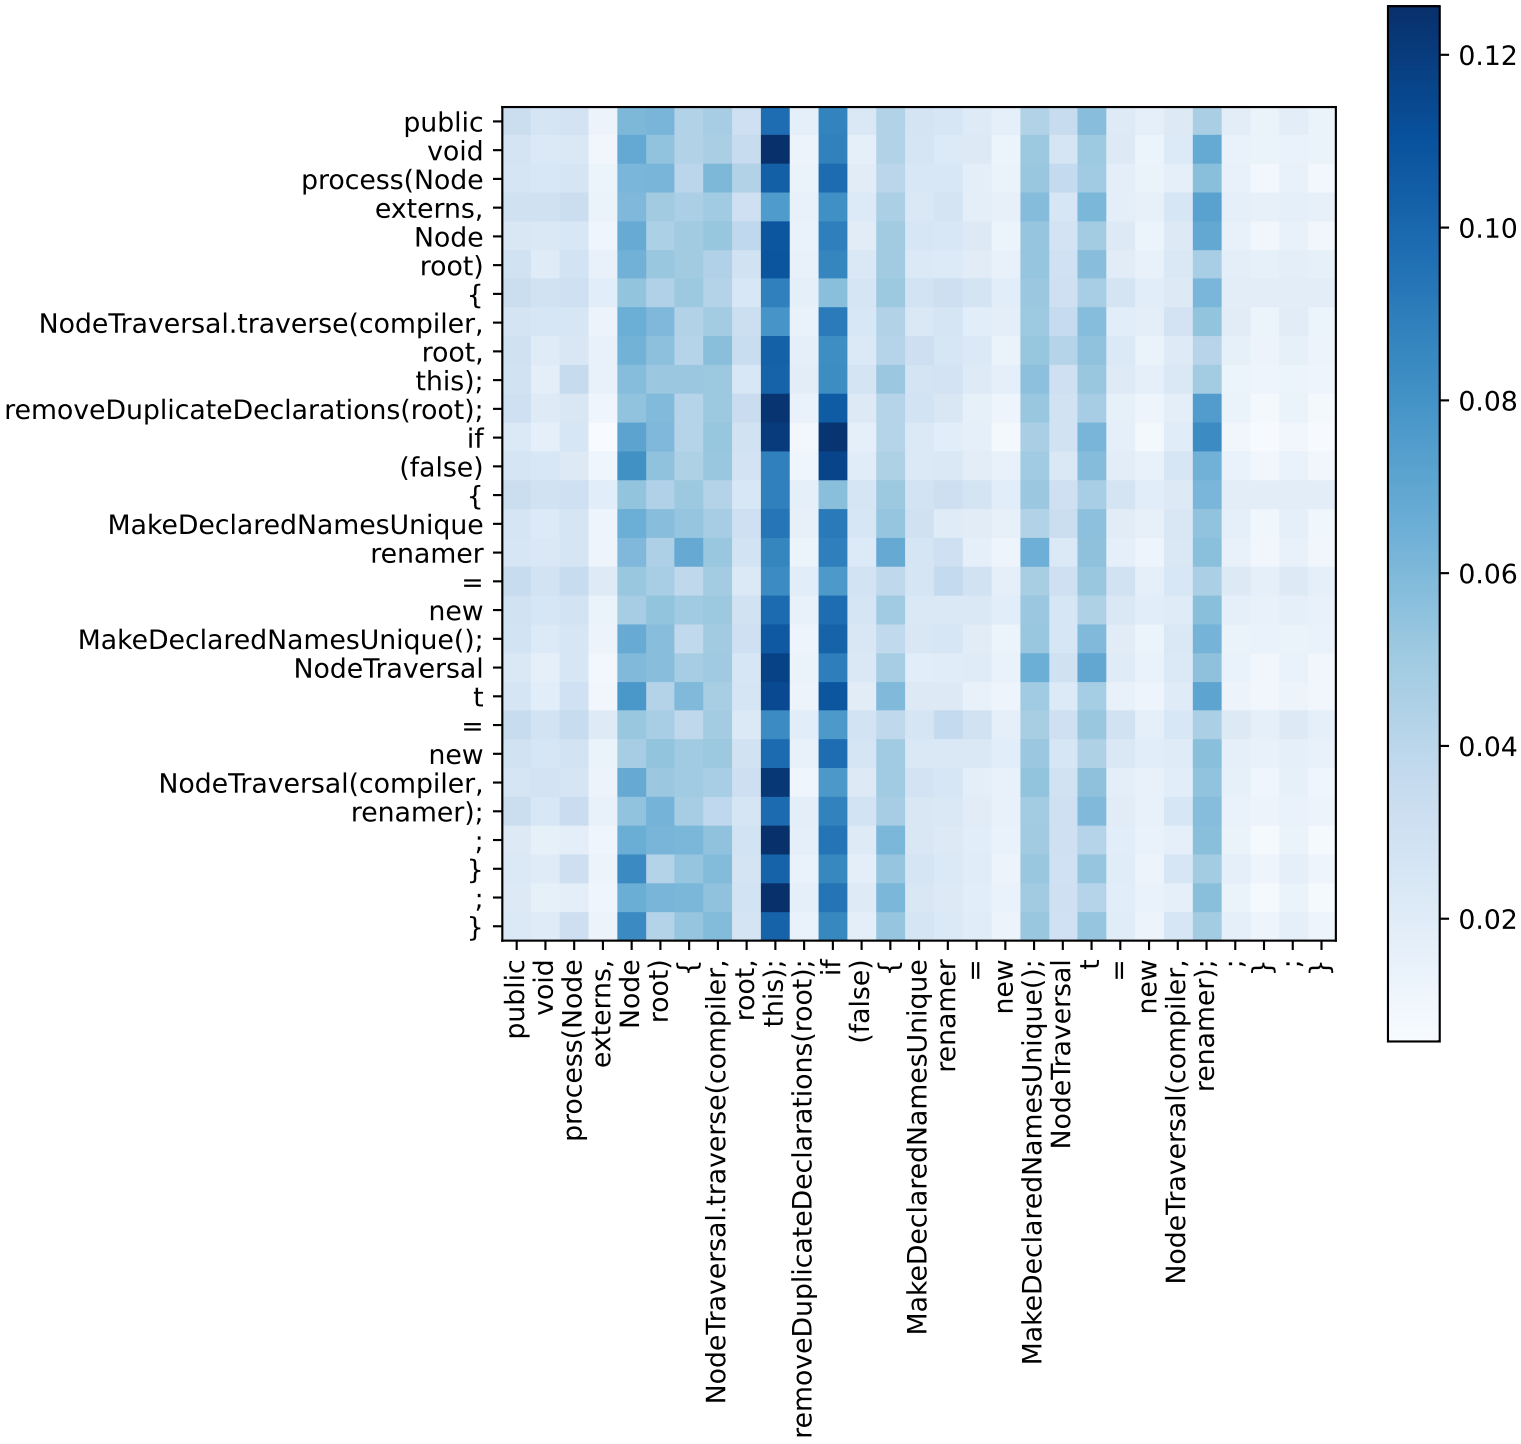 public
void
process(Node
externs,
Node
root)
{
NodeTraversal.traverse(compiler,
root,
this);
removeDuplicateDeclarations(root);
if
(false)
{
MakeDeclaredNamesUnique
renamer
=
new
MakeDeclaredNamesUnique();
NodeTraversal
t
=
new
NodeTraversal(compiler,
renamer);
;
}
;
}
public
void
process(Node
externs,
Node
root)
{
NodeTraversal.traverse(compiler,
root,
this);
removeDuplicateDeclarations(root);
if
(false)
{
MakeDeclaredNamesUnique
renamer
=
new
MakeDeclaredNamesUnique();
NodeTraversal
t
=
new
NodeTraversal(compiler,
renamer);
;
}
;
}
0.12
0.10
0.08
0.06
0.04
0.02